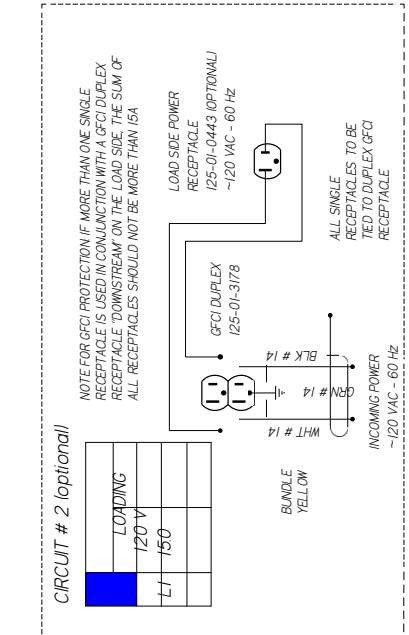 CIRCUIT # 2 (optional)
LOADING
120 V
L1 15.0
NOTE FOR GFCI PROTECTION IF MORE THAN ONE SINGLE
RECEPTACLE IS USED IN CONJUNCTION WITH A GFCI DUPLEX
RECEPTACLE "DOWNSTREAM" ON THE LOAD SIDE, THE SUM OF
ALL RECEPTACLES SHOULD NOT BE MORE THAN 15A
LOAD SIDE POWER
RECEPTACLE
125-01-0443 (OPTIONAL)
~120 VAC - 60 Hz
GFCI DUPLEX
125-01-3178
BUNDLE
YELLOW
WHT # 14
GRN # 14
BLK # 14
ALL SINGLE
RECEPTACLES TO BE
TIED TO DUPLEX GFCI
RECEPTACLE
INCOMING POWER
~120 VAC - 60 Hz